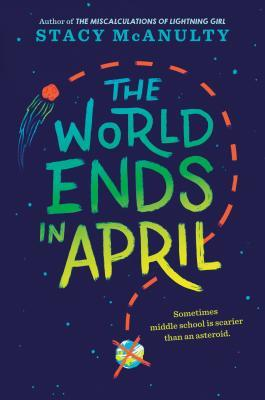 Author of THE MISCALCULATIONS OF LIGHTNING GIRL
STACY McANULTY
THE
WORLD
ENDS
IN APRIL
Sometimes
middle school is scarier
than an asteroid.